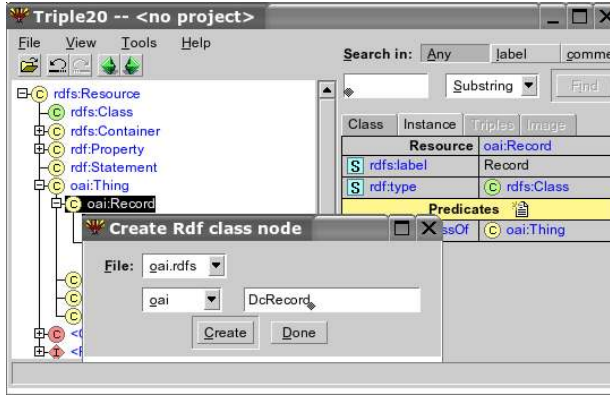 Triple20 -- <no project>
File View Tools Help
Search in: Any label comme
Substring Find
rdfs:Resource
rdfs:Class
rdfs:Container
rdf:Property
rdf:Statement
oai:Thing
oai:Record
Class Instance Triples Image
Resource oai:Record
S rdfs:label Record
S rdf:type C rdfs:Class
Predicates
ssOf C oai:Thing
Create Rdf class node
File: oai.rdfs
oai DcRecord
Create Done